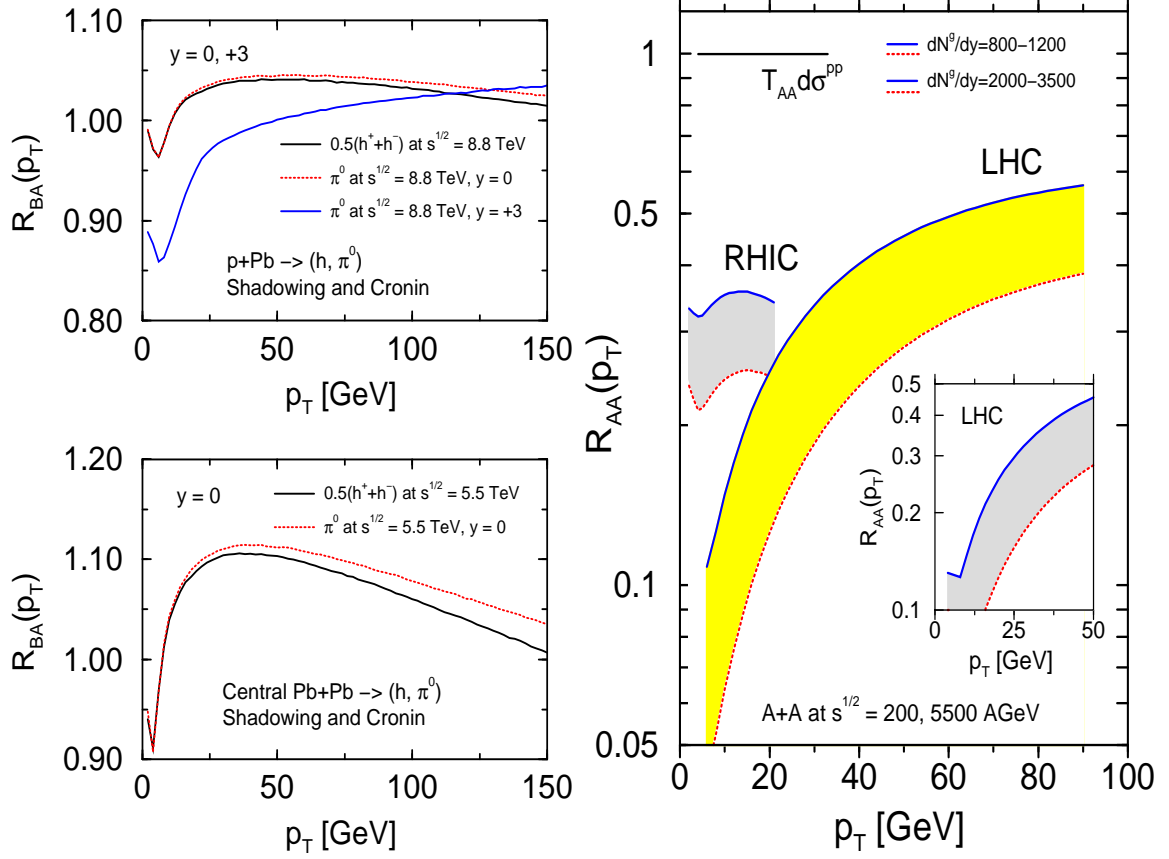 1.10
1.00
0.90
0.80
R_BA(p_T)
y = 0, +3
0.5(h⁺+h⁻) at s^1/2 = 8.8 TeV
π⁰ at s^1/2 = 8.8 TeV, y = 0
π⁰ at s^1/2 = 8.8 TeV, y = +3
p+Pb –> (h, π⁰)
Shadowing and Cronin
0 50 100 150
p_T [GeV]
1.20
1.10
1.00
0.90
R_BA(p_T)
y = 0
0.5(h⁺+h⁻) at s^1/2 = 5.5 TeV
π⁰ at s^1/2 = 5.5 TeV, y = 0
Central Pb+Pb –> (h, π⁰)
Shadowing and Cronin
0 50 100 150
p_T [GeV]
1
0.5
0.1
0.05
R_AA(p_T)
T_AA dσ^pp
dN^g/dy=800–1200
dN^g/dy=2000–3500
LHC
RHIC
0.5
0.4
0.3
0.2
0.1
R_AA(p_T)
LHC
0 25 50
p_T [GeV]
A+A at s^1/2 = 200, 5500 AGeV
0 20 40 60 80 100
p_T [GeV]